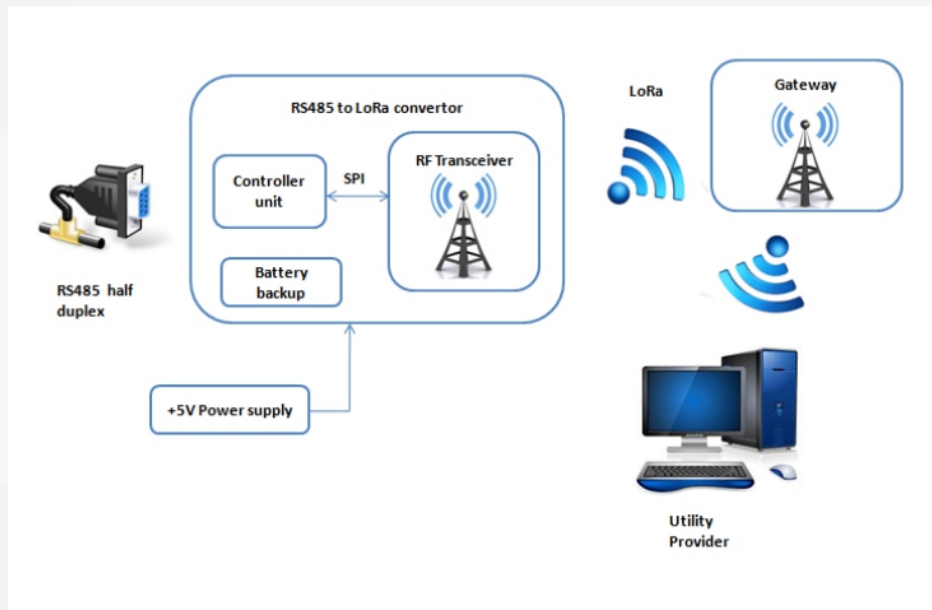 RS485 to LoRa convertor
Controller
unit
SPI
RF Transceiver
Battery
backup
RS485 half
duplex
+5V Power supply
LoRa
Gateway
Utility
Provider